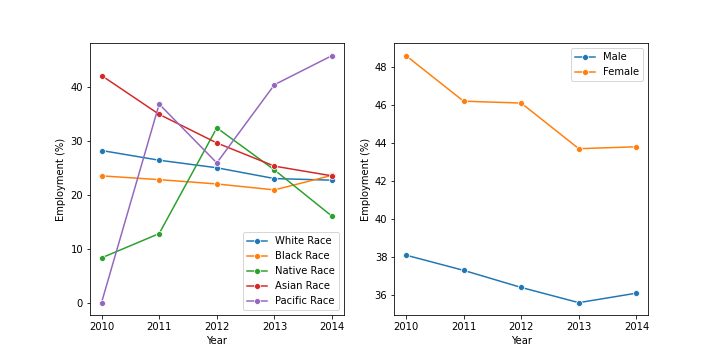 Employment (%)
40
30
20
10
0
2010 2011 2012 2013 2014
Year
White Race
Black Race
Native Race
Asian Race
Pacific Race
Employment (%)
48
46
44
42
40
38
36
2010 2011 2012 2013 2014
Year
Male
Female